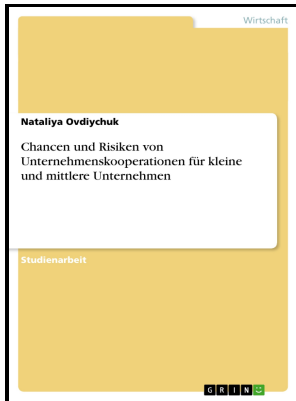 Wirtschaft
Nataliya Ovdiychuk
Chancen und Risiken von
Unternehmenskooperationen für kleine
und mittlere Unternehmen
Studienarbeit
GRIN